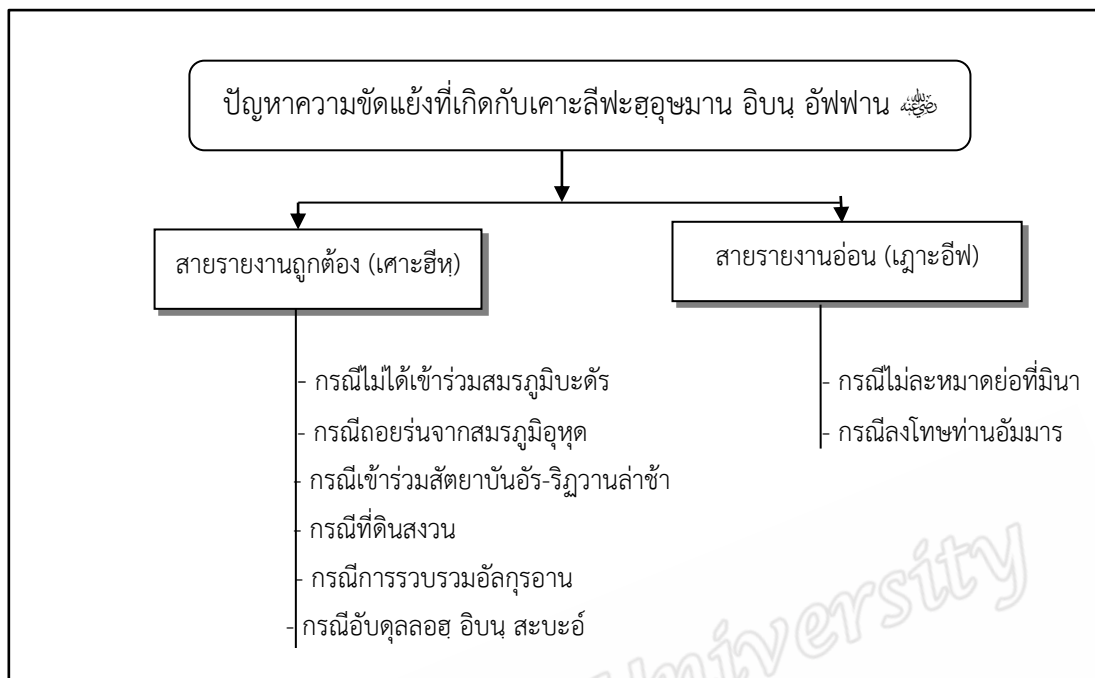 ปัญหาความขัดแย้งที่เกิดกับเคาะลีฟะฮฺอุษมาน อิบนฺ อัฟฟาน
สายรายงานถูกต้อง (เศาะฮีหฺ)
- กรณีไม่ได้เข้าร่วมสมรภูมิบะดัร
- กรณีถอยร่นจากสมรภูมิอุหุด
- กรณีเข้าร่วมสัตยาบันอัร-ริฎวานล่าช้า
- กรณีที่ดินสงวน
- กรณีการรวบรวมอัลกุรอาน
- กรณีอับดุลลอฮฺ อิบนฺ สะบะอ์
สายรายงานอ่อน (เฎาะอีฟ)
- กรณีไม่ละหมาดย่อที่มินา
- กรณีลงโทษท่านอัมมาร
University